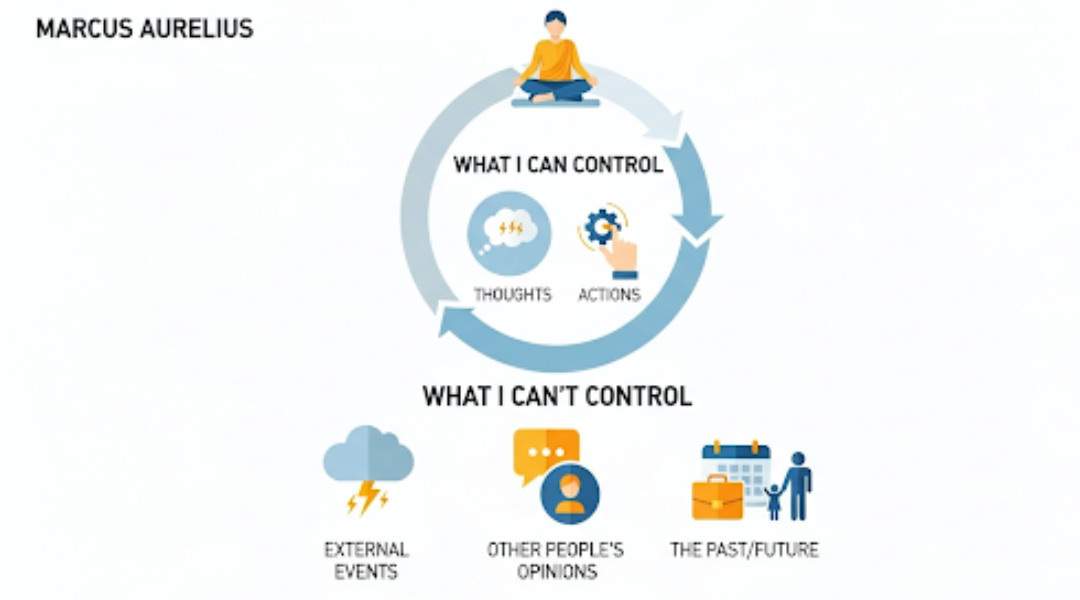 MARCUS AURELIUS
WHAT I CAN CONTROL
THOUGHTS
ACTIONS
WHAT I CAN'T CONTROL
EXTERNAL
EVENTS
OTHER PEOPLE'S
OPINIONS
THE PAST/FUTURE